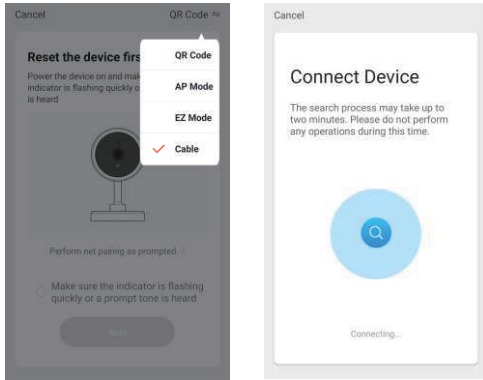 Cancel
QR Code
QR Code
AP Mode
EZ Mode
Cable
Reset the device firs
Power the device on and mak
indicator is flashing quickly o
is heard
Perform net pairing as prompted.
Make sure the indicator is flashing
quickly or a prompt tone is heard
Next
Cancel
Connect Device
The search process may take up to
two minutes. Please do not perform
any operations during this time.
Connecting...